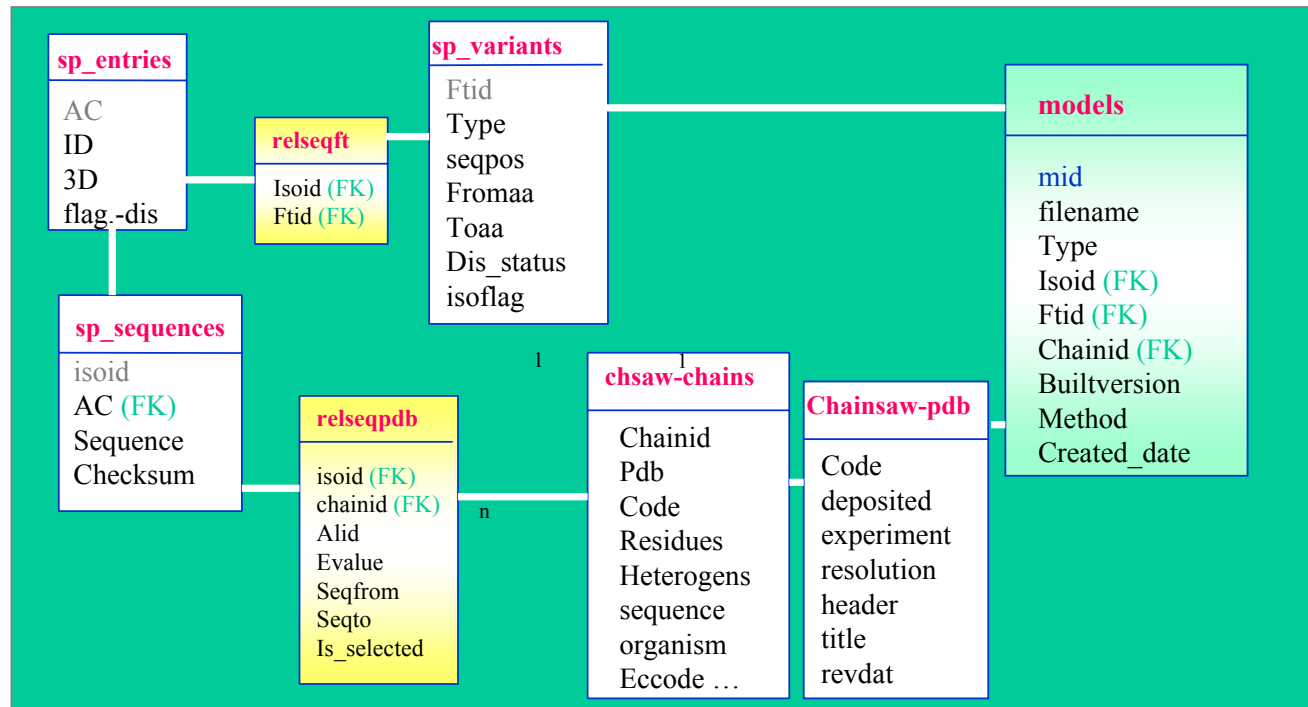 sp_entries
AC
ID
3D
flag.-dis
relseqft
Isoid (FK)
Ftid (FK)
sp_variants
Ftid
Type
seqpos
Fromaa
Toaa
Dis_status
isoflag
models
mid
filename
Type
Isoid (FK)
Ftid (FK)
Chainid (FK)
Builtversion
Method
Created_date
sp_sequences
isoid
AC (FK)
Sequence
Checksum
relseqpdb
isoid (FK)
chainid (FK)
Alid
Evalue
Seqfrom
Seqto
Is_selected
1
1
n
chsaw-chains
Chainid
Pdb
Code
Residues
Heterogens
sequence
organism
Eccode …
Chainsaw-pdb
Code
deposited
experiment
resolution
header
title
revdat